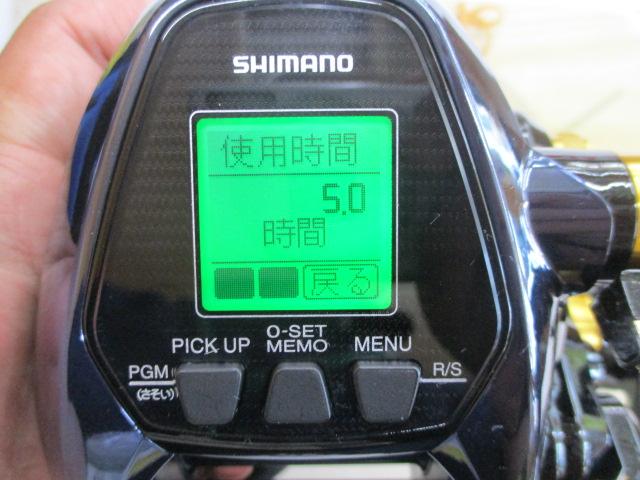 SHIMANO
使用時間
5.0
時間
戻る
PICK UP
0-SET
MEMO
MENU
PGM
(さそい)
R/S